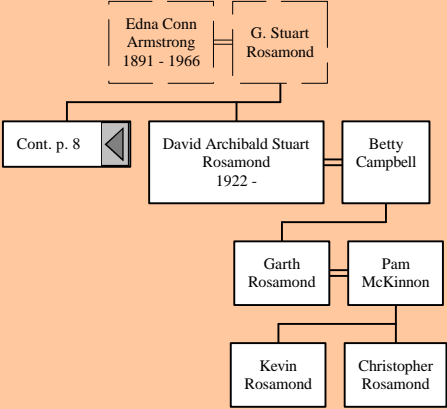 Edna Conn
Armstrong
1891 - 1966
G. Stuart
Rosamond
Cont. p. 8
David Archibald Stuart
Rosamond
1922 -
Betty
Campbell
Garth
Rosamond
Pam
McKinnon
Kevin
Rosamond
Christopher
Rosamond